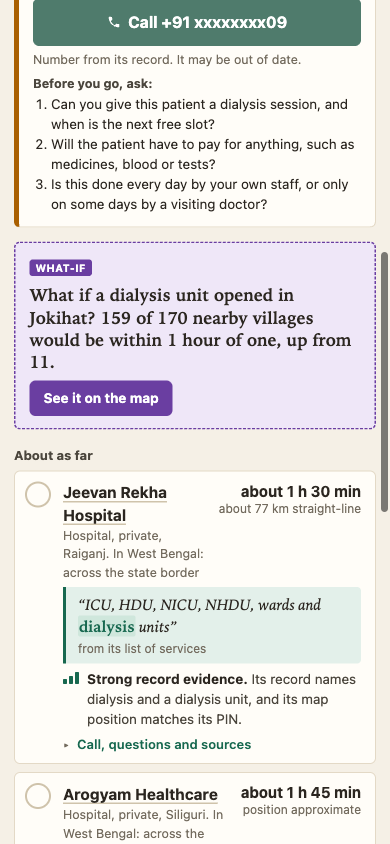 Call +91 xxxxxxxx09
Number from its record. It may be out of date.
Before you go, ask:
1. Can you give this patient a dialysis session, and
when is the next free slot?
2. Will the patient have to pay for anything, such as
medicines, blood or tests?
3. Is this done every day by your own staff, or only
on some days by a visiting doctor?
WHAT-IF
What if a dialysis unit opened in
Jokihat? 159 of 170 nearby villages
would be within 1 hour of one, up from
11.
See it on the map
About as far
Jeevan Rekha
Hospital
about 1 h 30 min
about 77 km straight-line
Hospital, private,
Raiganj. In West Bengal:
across the state border
“ICU, HDU, NICU, NHDU, wards and
dialysis units”
from its list of services
Strong record evidence. Its record names
dialysis and a dialysis unit, and its map
position matches its PIN.
▸ Call, questions and sources
Arogyam Healthcare
about 1 h 45 min
position approximate
Hospital, private, Siliguri. In
West Bengal: across the